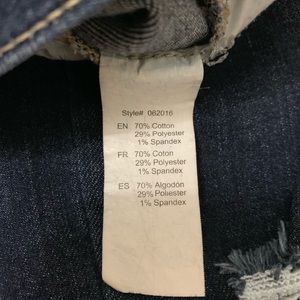 Style# 062016
EN 70% Cotton
29% Polyester
1% Spandex
FR 70% Coton
29% Polyester
1% Spandex
ES 70% Algodón
29% Poliester
1% Spandex